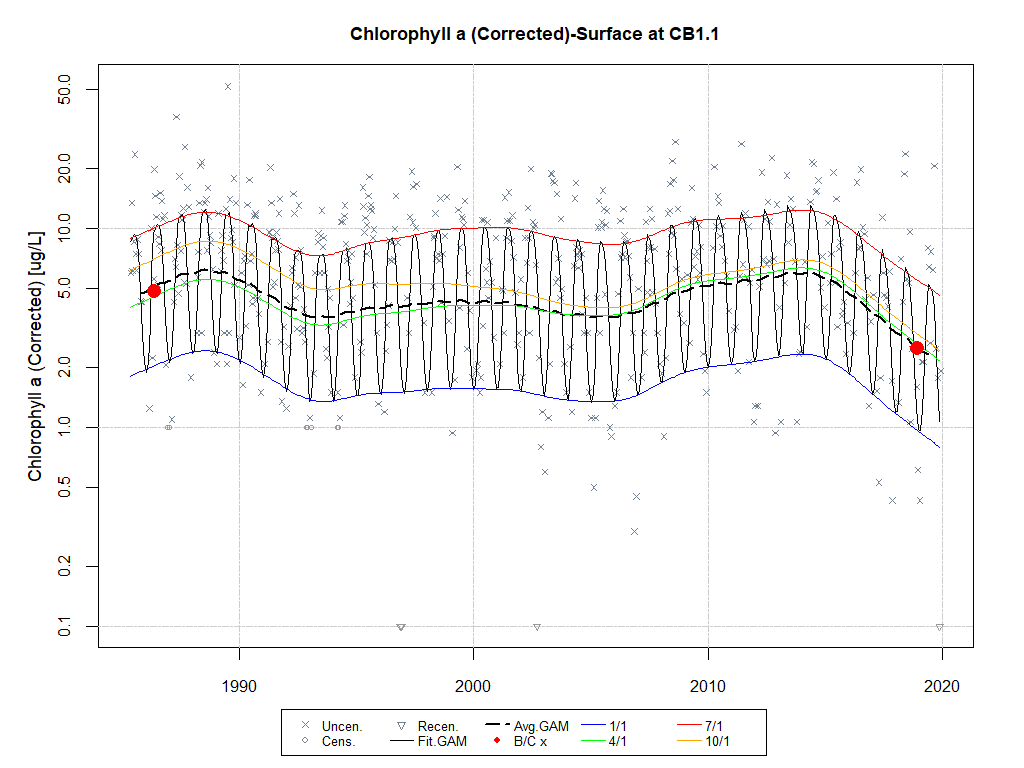 Chlorophyll a (Corrected)-Surface at CB1.1
Chlorophyll a (Corrected) [ug/L]
50.0
20.0
10.0
5.0
2.0
1.0
0.5
0.2
0.1
1990 2000 2010 2020
Uncen. Recen. Avg.GAM 1/1 7/1
Cens. Fit.GAM B/C x 4/1 10/1